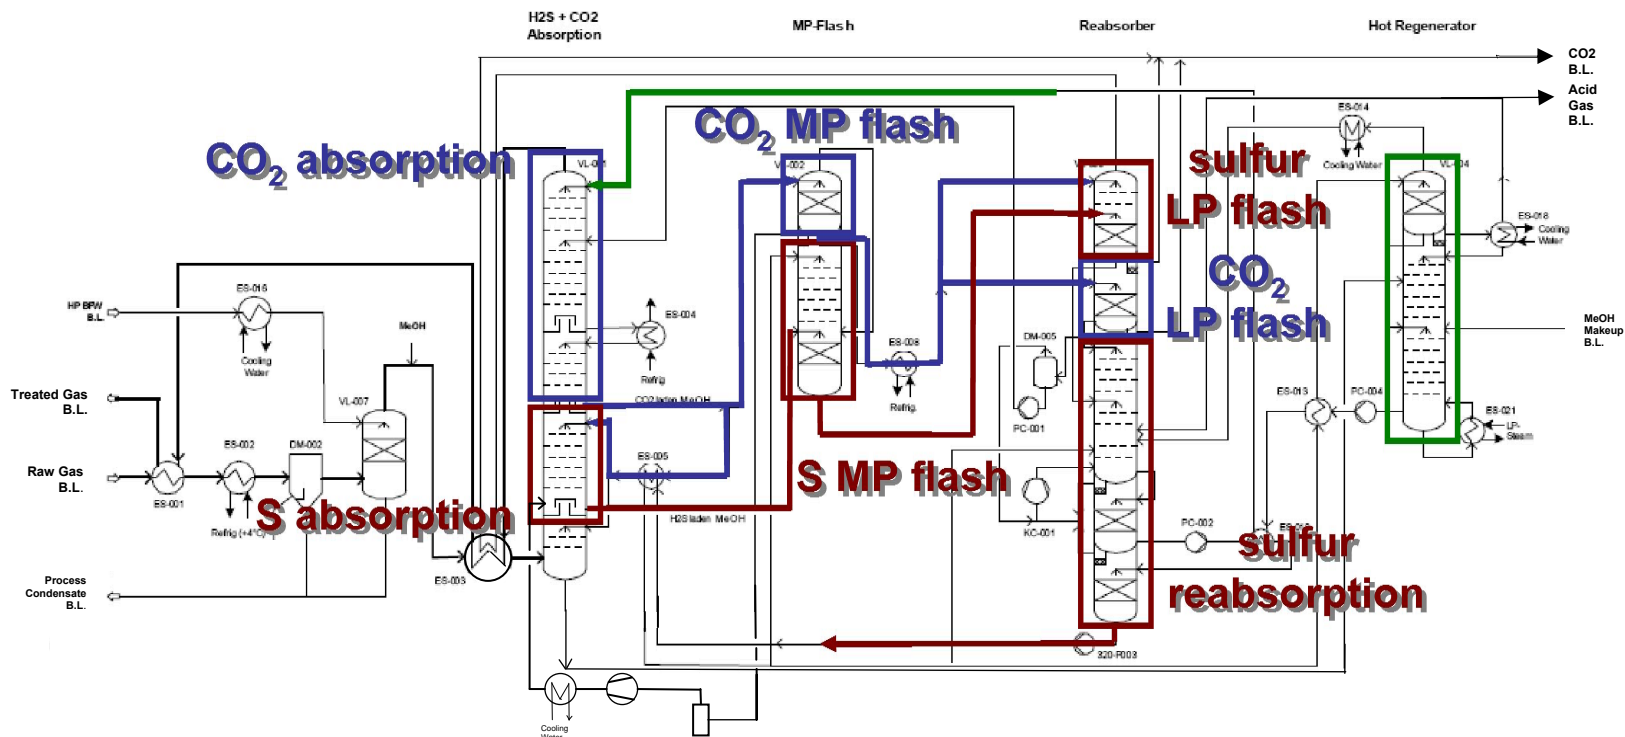 H2S + CO2
Absorption
MP-Flash
Reabsorber
Hot Regenerator
CO2
B.L.
Acid
Gas
B.L.
ES-014
Cooling Water
CO2 MP flash
CO2 absorption
VL-002
sulfur
LP flash
ES-018
Cooling
Water
CO2
LP flash
ES-016
HP BFW
B.L.
Cooling
Water
MeOH
ES-004
Refrig
MeOH
Makeup
B.L.
DM-005
ES-008
Refrig.
PC-001
Treated Gas
B.L.
VL-007
CO2 laden MeOH
ES-013
PC-004
ES-021
LP-
Steam
ES-002
DM-002
Raw Gas
B.L.
ES-001
ES-005
S MP flash
S absorption
Refrig (+4°C)
H2S laden MeOH
KC-001
PC-002
sulfur
reabsorption
ES-003
Process
Condensate
B.L.
320-P003
Cooling
Water